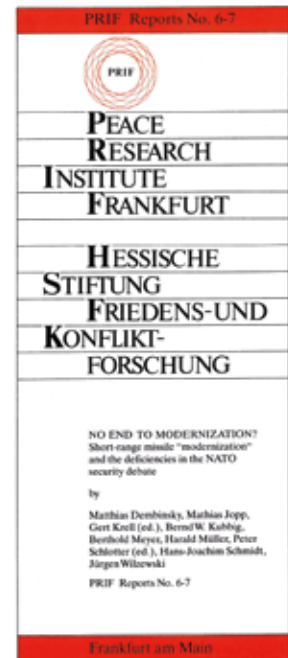 PRIF Reports No. 6-7
PRIF
PEACE
RESEARCH
INSTITUTE
FRANKFURT
HESSISCHE
STIFTUNG
FRIEDENS-UND
KONFLIKT-
FORSCHUNG
NO END TO MODERNIZATION?
Short-range missile "modernization"
and the deficiencies in the NATO
security debate
by
Matthias Dembinsky, Mathias Jopp,
Gert Krell (ed.), Bernd W. Kubbig,
Berthold Meyer, Harald Müller, Peter
Schlotter (ed.), Hans-Joachim Schmidt,
Jürgen Wilzewski
PRIF Reports No. 6-7
Frankfurt am Main